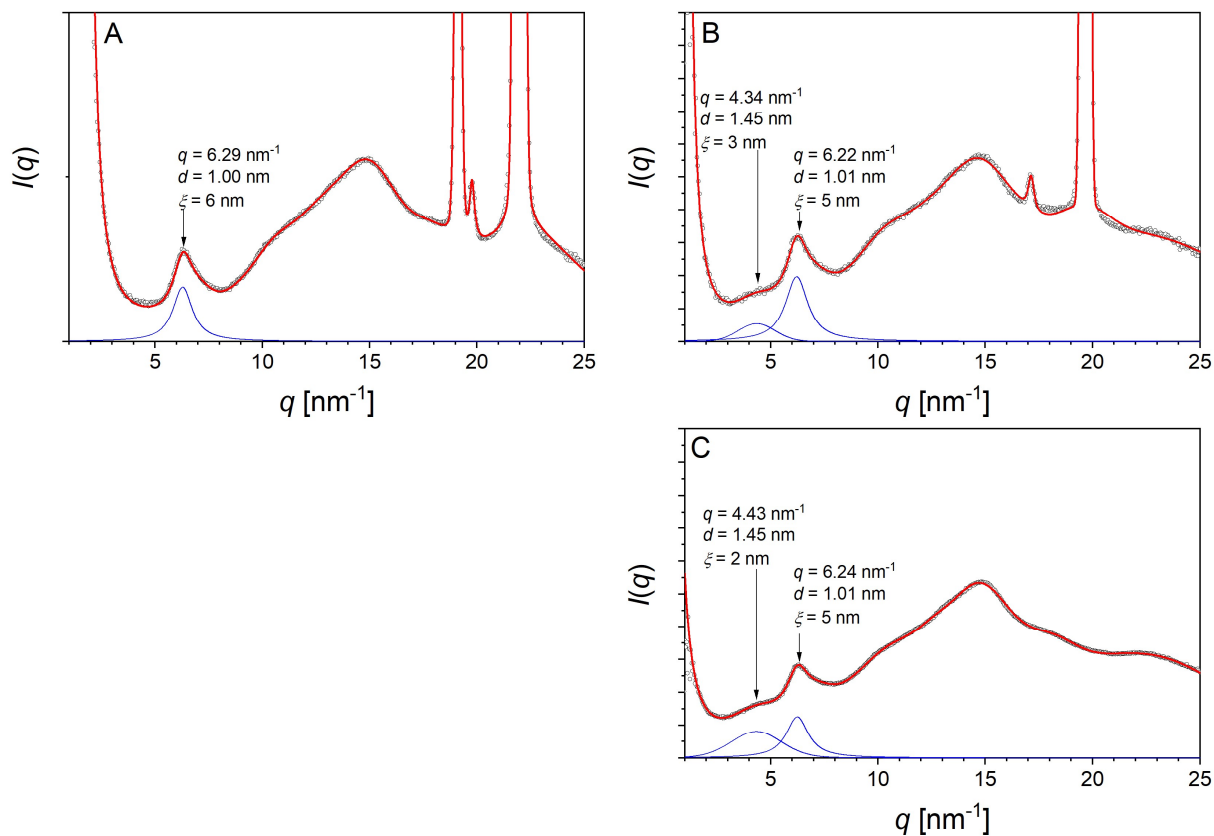 A
I(q)
q = 6.29 nm⁻¹
d = 1.00 nm
ξ = 6 nm
5
10
15
20
25
q [nm⁻¹]
B
I(q)
q = 4.34 nm⁻¹
d = 1.45 nm
ξ = 3 nm
q = 6.22 nm⁻¹
d = 1.01 nm
ξ = 5 nm
5
10
15
20
25
q [nm⁻¹]
C
I(q)
q = 4.43 nm⁻¹
d = 1.45 nm
ξ = 2 nm
q = 6.24 nm⁻¹
d = 1.01 nm
ξ = 5 nm
5
10
15
20
25
q [nm⁻¹]